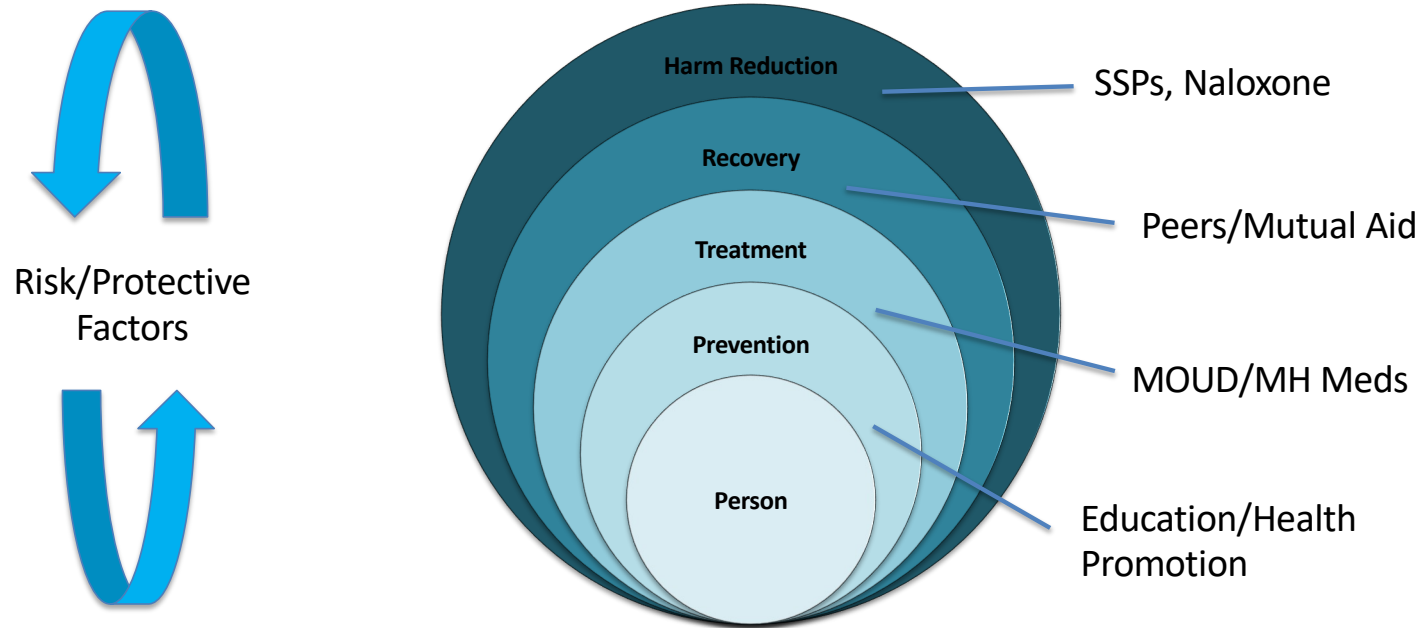 Harm Reduction
SSPs, Naloxone
Recovery
Peers/Mutual Aid
Treatment
Risk/Protective
Factors
Prevention
MOUD/MH Meds
Person
Education/Health
Promotion